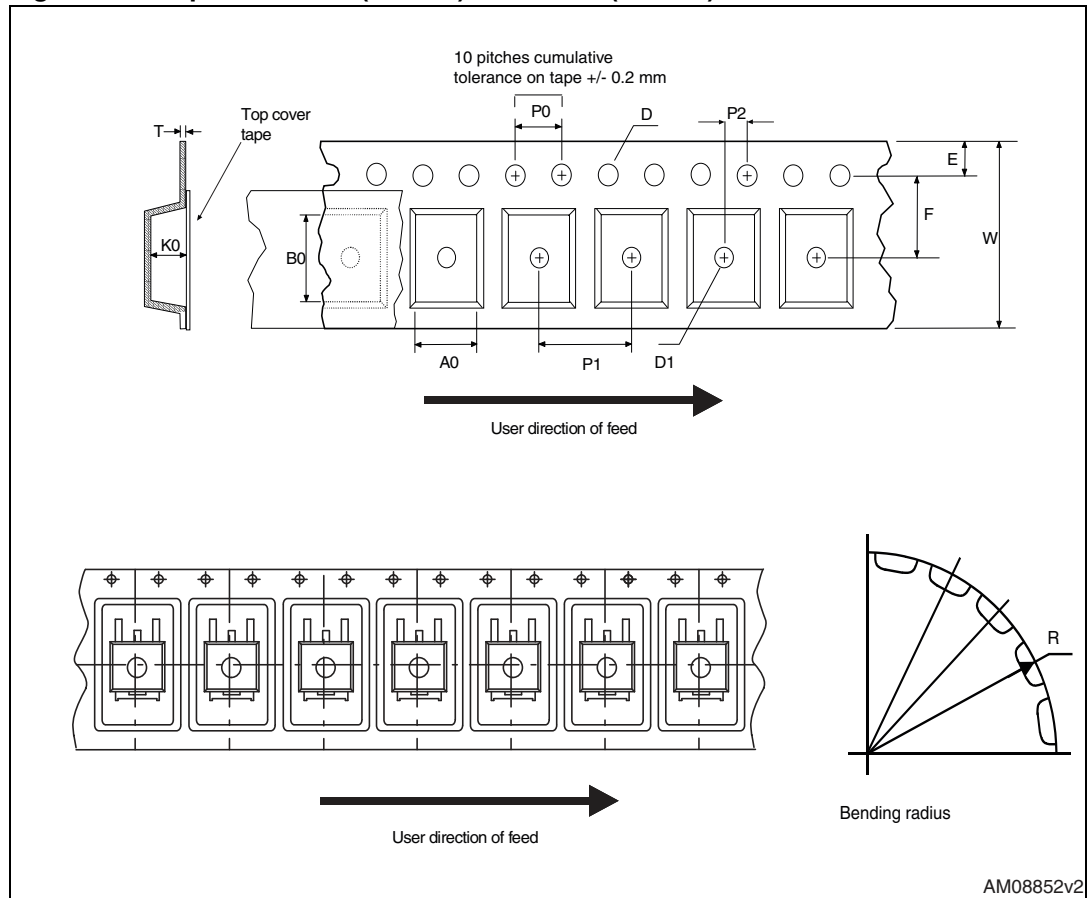 10 pitches cumulative
tolerance on tape +/- 0.2 mm
P0
D
P2
T
Top cover
tape
E
F
W
K0
B0
A0
P1
D1
User direction of feed
R
Bending radius
User direction of feed
AM08852v2